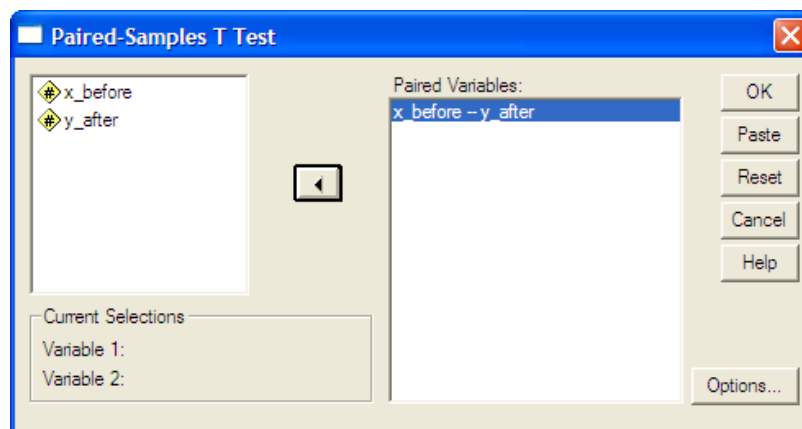 Paired-Samples T Test
x_before
y_after
Paired Variables:
x_before -- y_after
OK
Paste
Reset
Cancel
Help
Current Selections
Variable 1:
Variable 2:
Options...